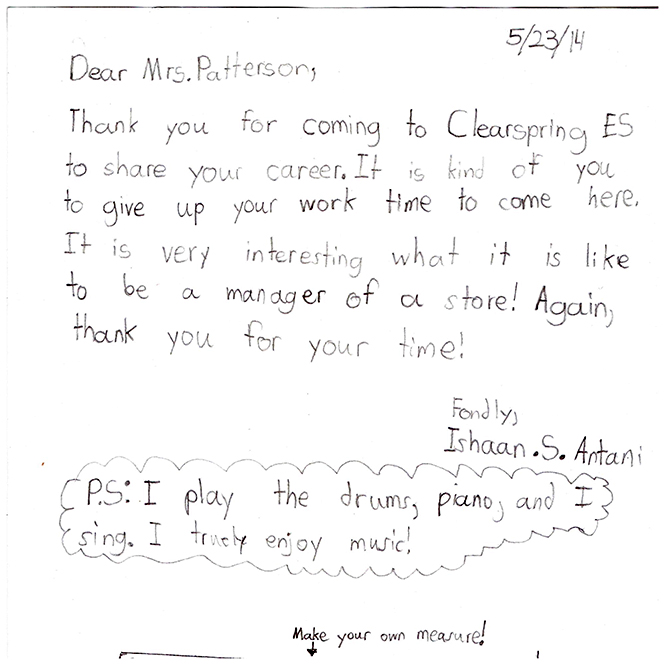 5/23/14
Dear Mrs. Patterson,
Thank you for coming to Clearspring ES
to share your career. It is kind of you
to give up your work time to come here.
It is very interesting what it is like
to be a manager of a store! Again,
thank you for your time!
Fondly,
Ishaan .S. Antani
P.S: I play the drums, piano, and I
sing. I truely enjoy music!
Make your own measure!